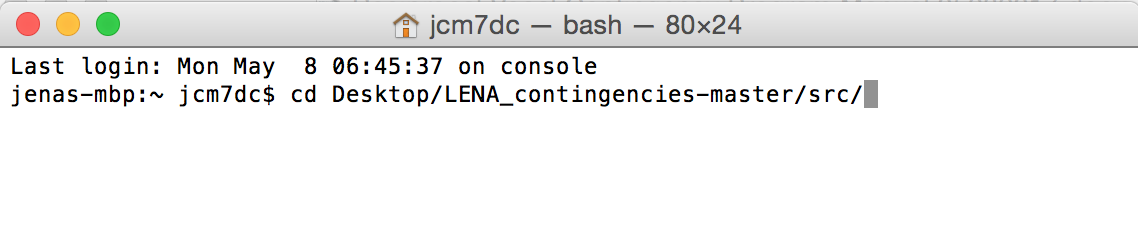 jcm7dc — bash — 80×24
Last login: Mon May  8 06:45:37 on console
jenas-mbp:~ jcm7dc$ cd Desktop/LENA_contingencies-master/src/